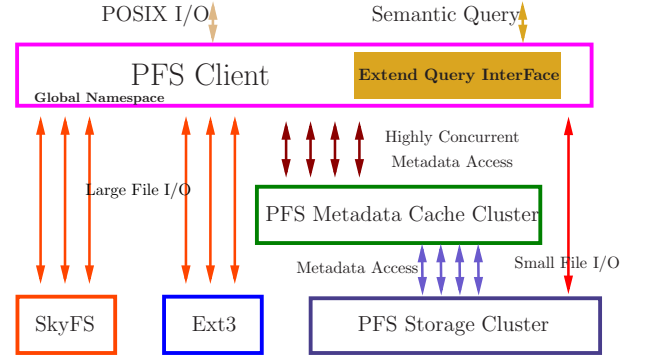 POSIX I/O
Semantic Query
PFS Client
Extend Query InterFace
Global Namespace
Highly Concurrent
Metadata Access
Large File I/O
PFS Metadata Cache Cluster
Metadata Access
Small File I/O
SkyFS
Ext3
PFS Storage Cluster